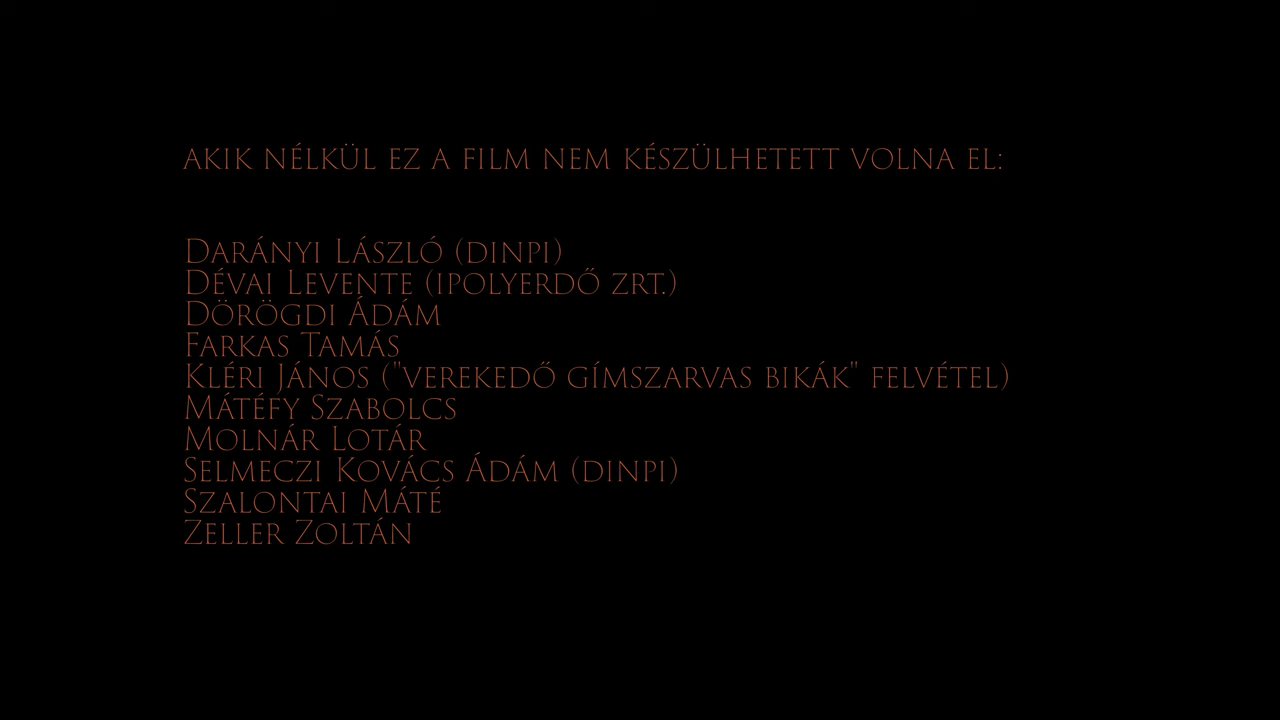 AKIK NÉLKÜL EZ A FILM NEM KÉSZÜLHETETT VOLNA EL:
DARÁNYI LÁSZLÓ (DINPI)
DÉVAI LEVENTE (IPOLYERDŐ ZRT.)
DÖRÖGDI ÁDÁM
FARKAS TAMÁS
KLÉRI JÁNOS ("VEREKEDŐ GÍMSZARVAS BIKÁK" FELVÉTEL)
MÁTÉFY SZABOLCS
MOLNÁR LOTÁR
SELMECZI KOVÁCS ÁDÁM (DINPI)
SZALONTAI MÁTÉ
ZELLER ZOLTÁN